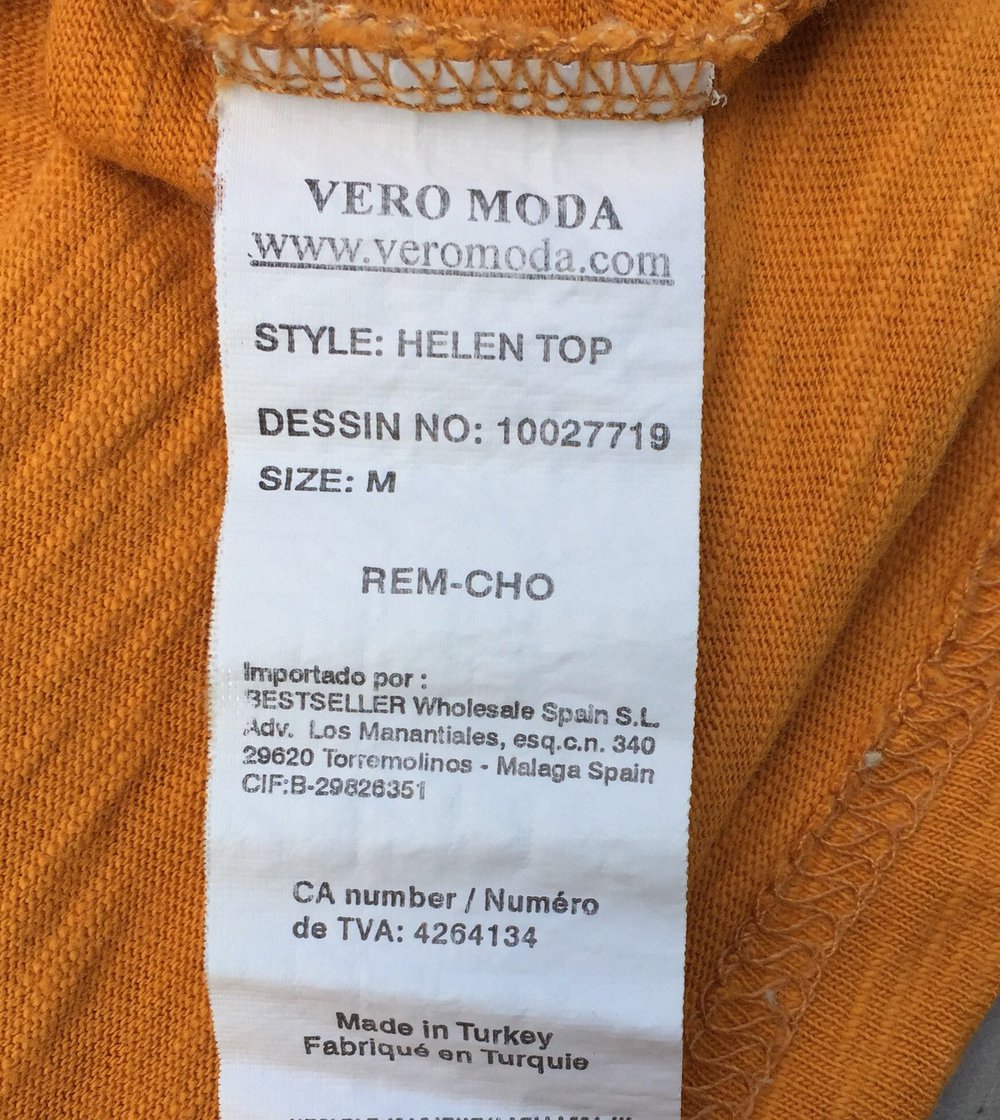 VERO MODA
www.veromoda.com
STYLE: HELEN TOP
DESSIN NO: 10027719
SIZE: M
REM-CHO
Importado por :
BESTSELLER Wholesale Spain S.L.
Adv. Los Manantiales, esq.c.n. 340
29620 Torremolinos - Malaga Spain
CIF:B-29826351
CA number / Numéro
de TVA: 4264134
Made in Turkey
Fabriqué en Turquie